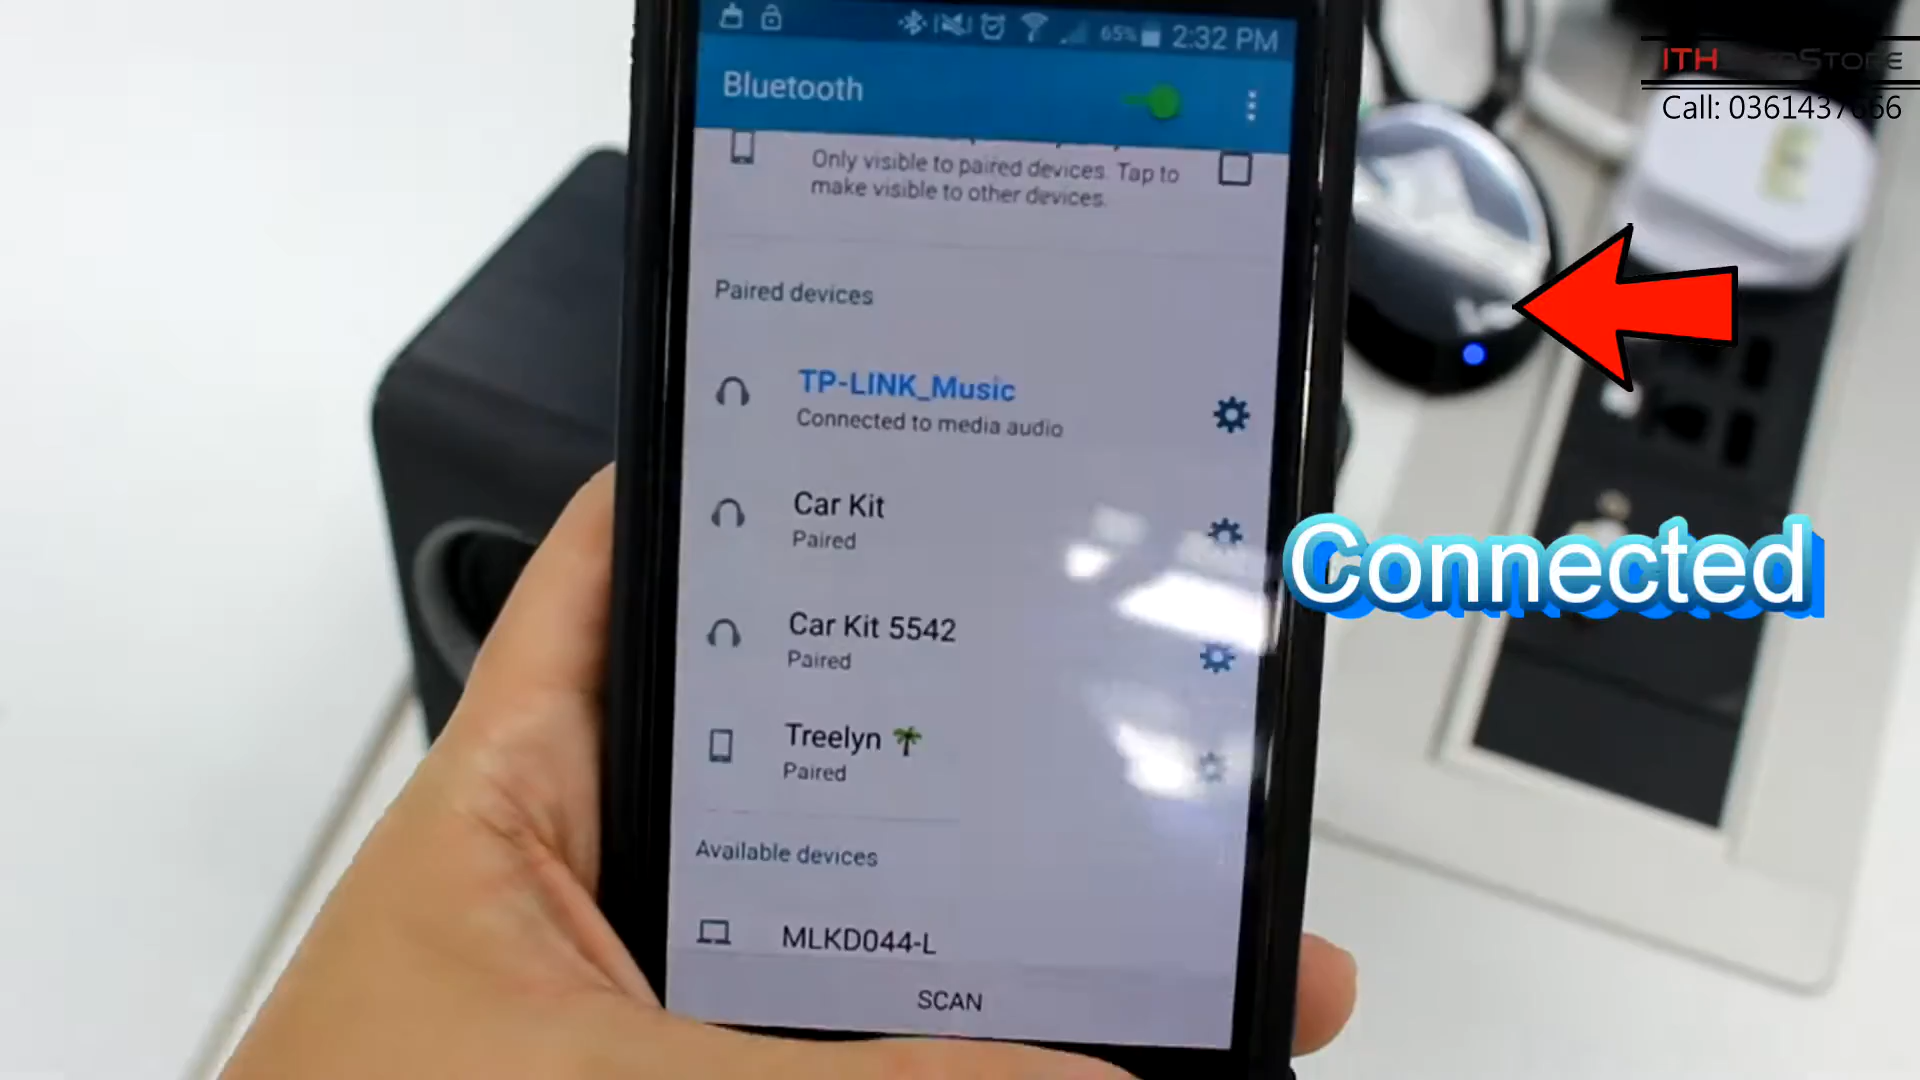 65% 2:32 PM
ITH
Call: 0361437666
Bluetooth
Only visible to paired devices. Tap to
make visible to other devices.
Paired devices
TP-LINK_Music
Connected to media audio
Car Kit
Paired
Connected
Car Kit 5542
Paired
Treelyn 🌴
Paired
Available devices
MLKD044-L
SCAN